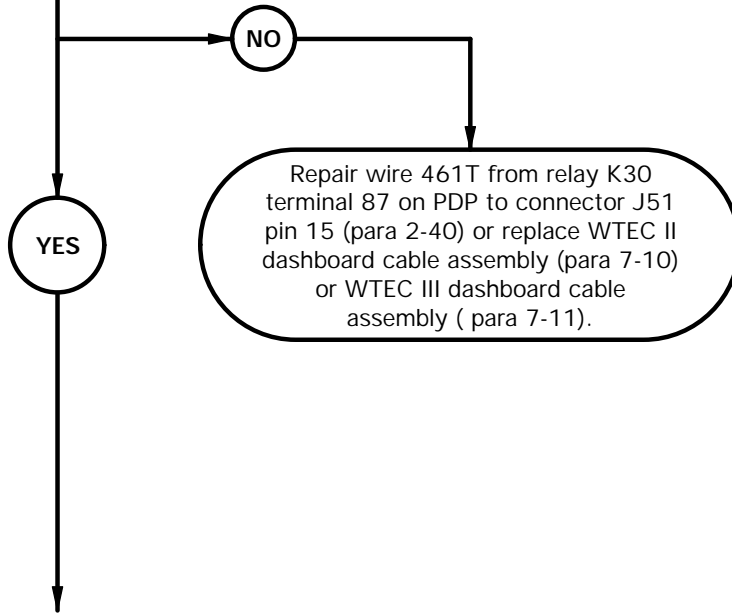 NO
YES
Repair wire 461T from relay K30
terminal 87 on PDP to connector J51
pin 15 (para 2-40) or replace WTEC II
dashboard cable assembly (para 7-10)
or WTEC III dashboard cable
assembly ( para 7-11).